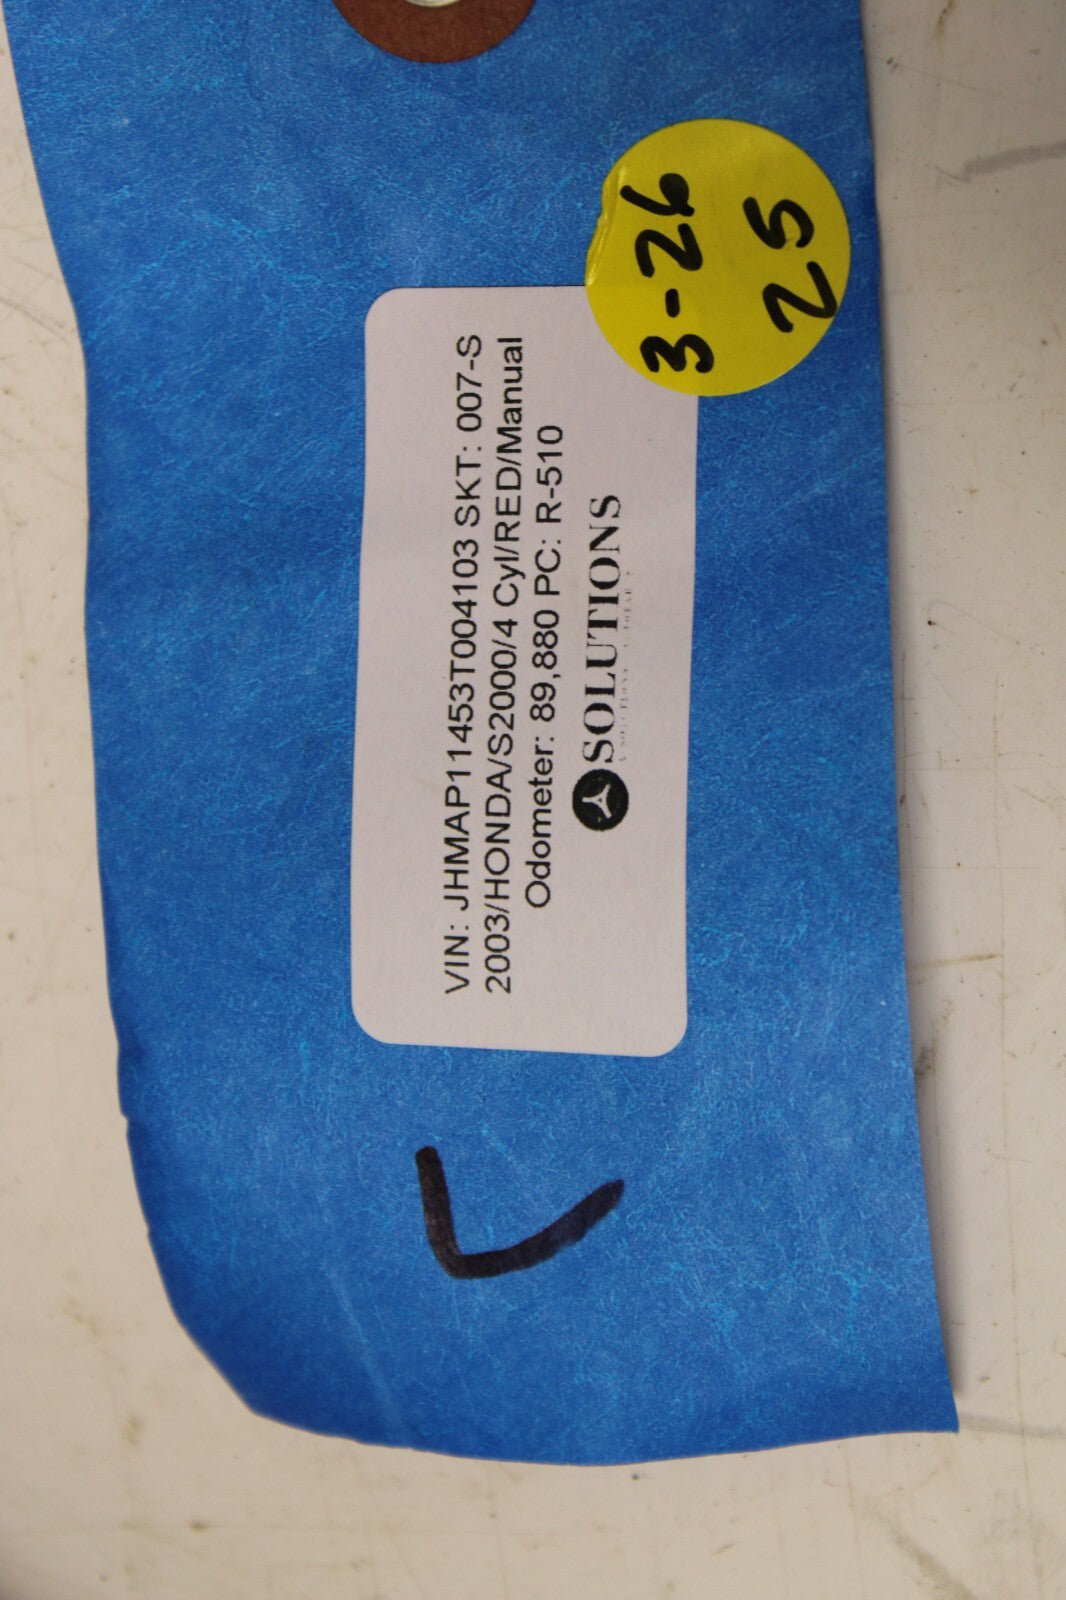 3-26
25
VIN: JHMAP11453T004103 SKT: 007-S
2003/HONDA/S2000/4 Cyl/RED/Manual
Odometer: 89,880 PC: R-510
SOLUTIONS
L